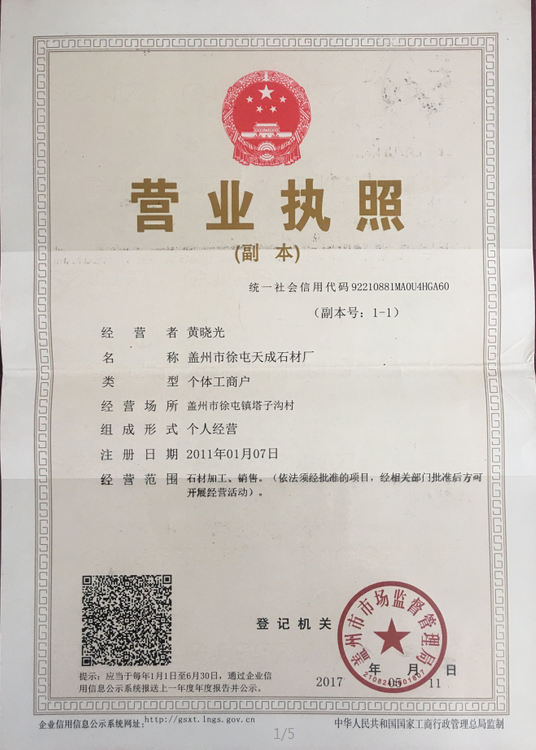 营业执照
(副 本)
统一社会信用代码 92210881MA0U4HGA60
（副本号：1-1）
经营者 黄晓光
名称 盖州市徐屯天成石材厂
类型 个体工商户
经营场所 盖州市徐屯镇塔子沟村
组成形式 个人经营
注册日期 2011年01月07日
经营范围 石材加工、销售。（依法须经批准的项目，经相关部门批准后方可
开展经营活动）。
登记机关
盖州市市场监督管理局
年 月 日
2017 05 11
提示：应当于每年1月1日至6月30日，通过企业信
用信息公示系统报送上一年度年度报告并公示。
企业信用信息公示系统网址：http://gsxt.lngs.gov.cn
中华人民共和国国家工商行政管理总局监制
1/5